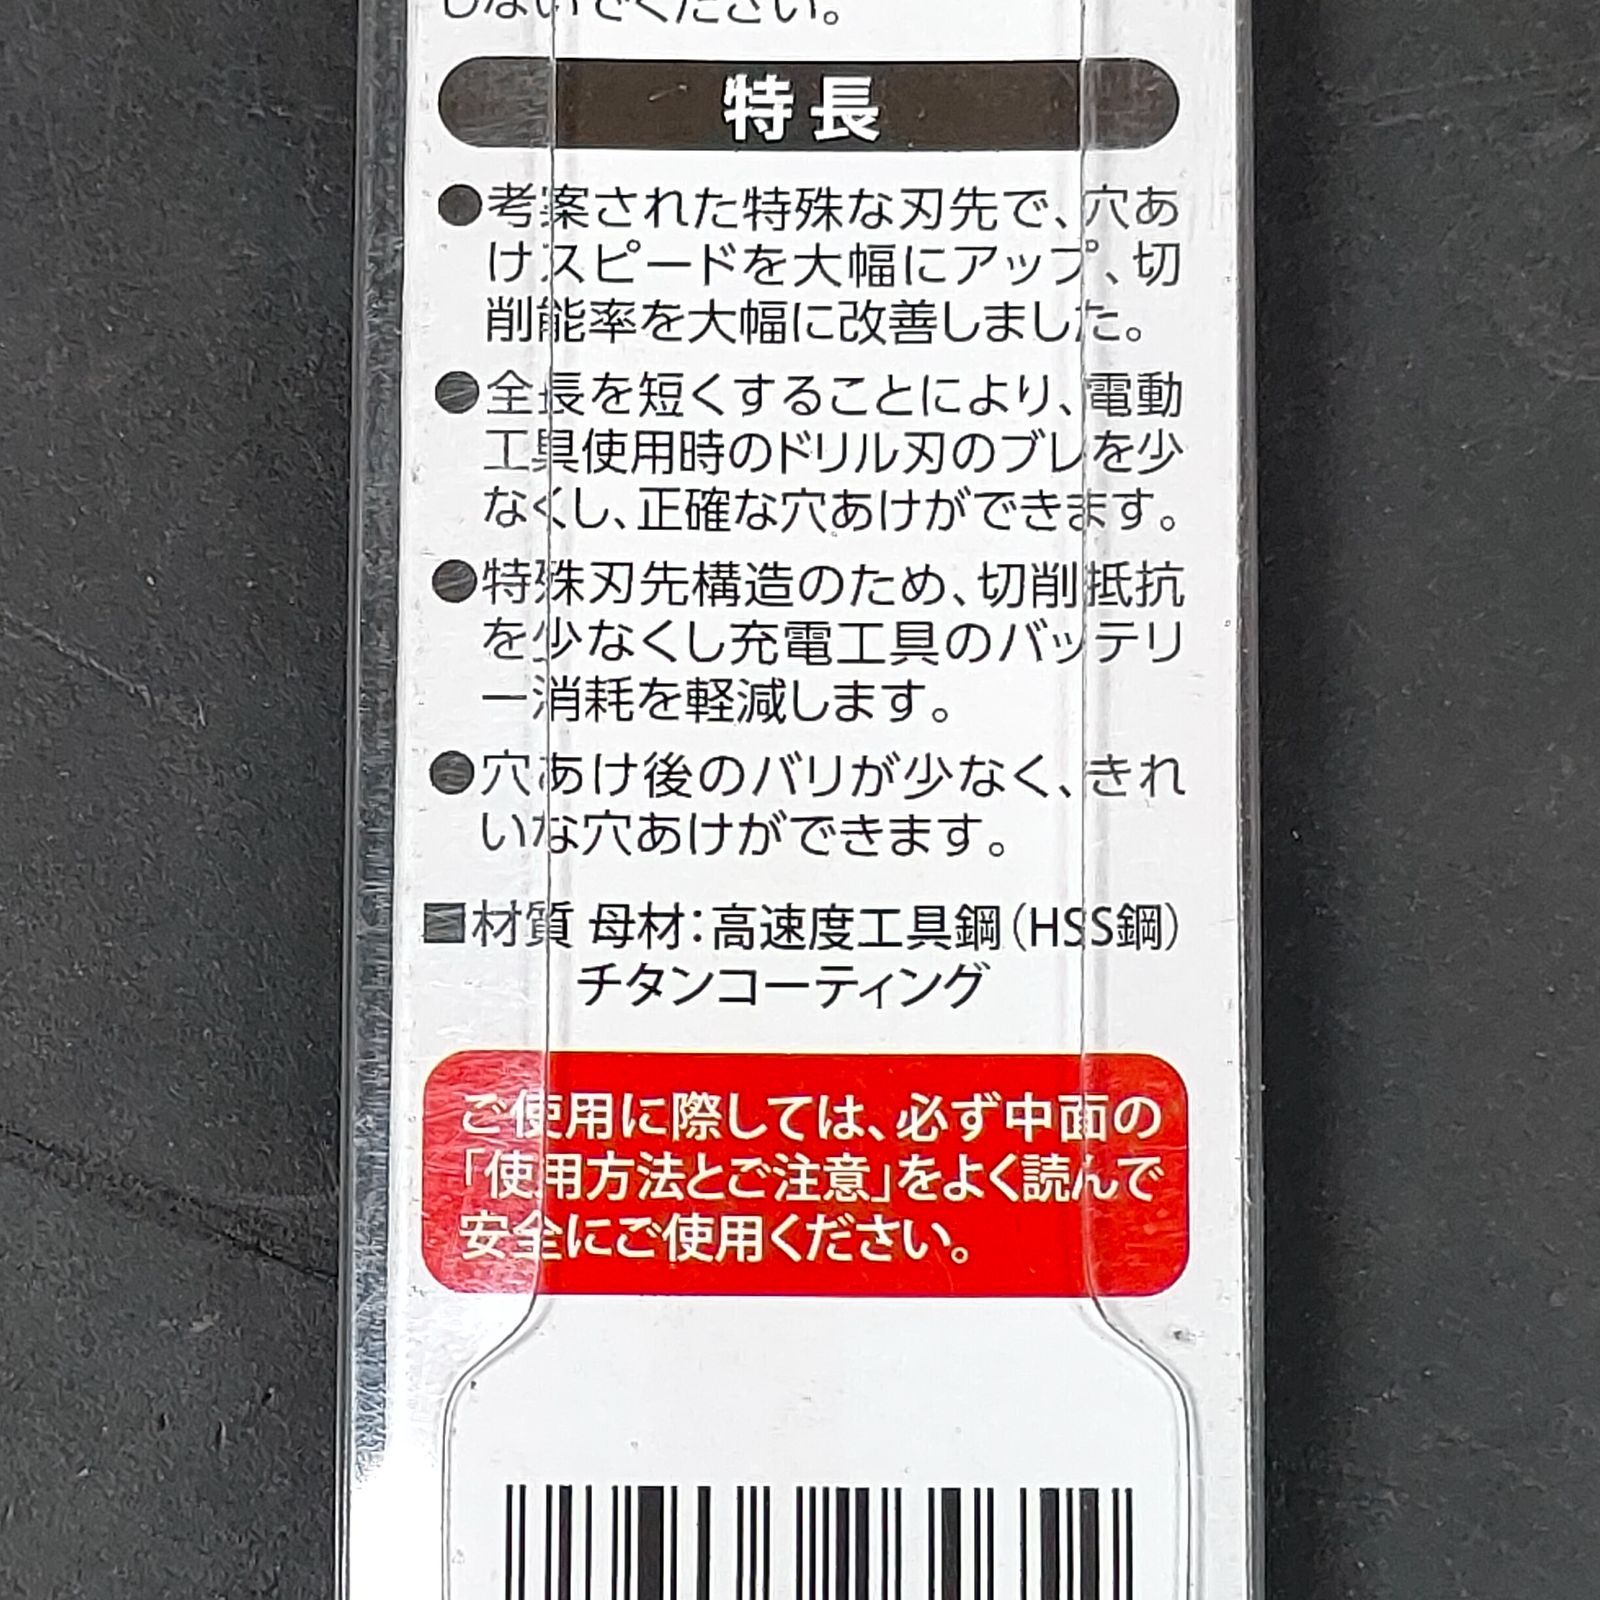 しないでください。
特長
●考案された特殊な刃先で、穴あ
けスピードを大幅にアップ、切
削能率を大幅に改善しました。
●全長を短くすることにより、電動
工具使用時のドリル刃のブレを少
なくし、正確な穴あけができます。
●特殊刃先構造のため、切削抵抗
を少なくし充電工具のバッテリ
ー消耗を軽減します。
●穴あけ後のバリが少なく、きれ
いな穴あけができます。
■材質 母材：高速度工具鋼（HSS鋼）
チタンコーティング
ご使用に際しては、必ず中面の
「使用方法とご注意」をよく読んで
安全にご使用ください。